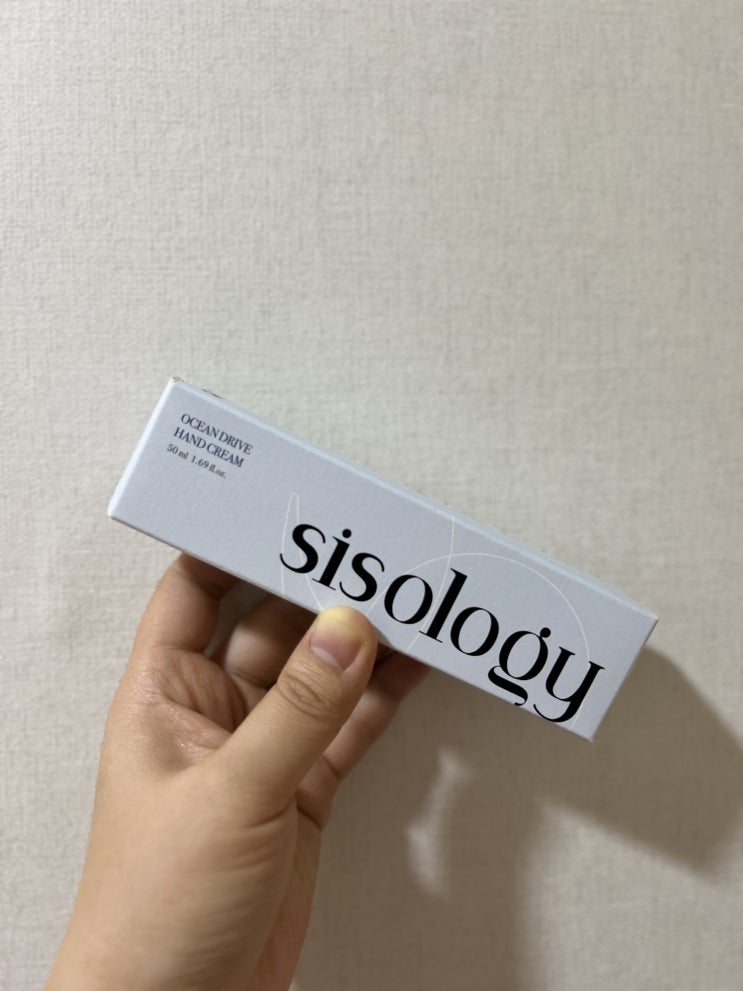 OCEAN DRIVE
HAND CREAM
50 ml 1.69 fl.oz.
sisology